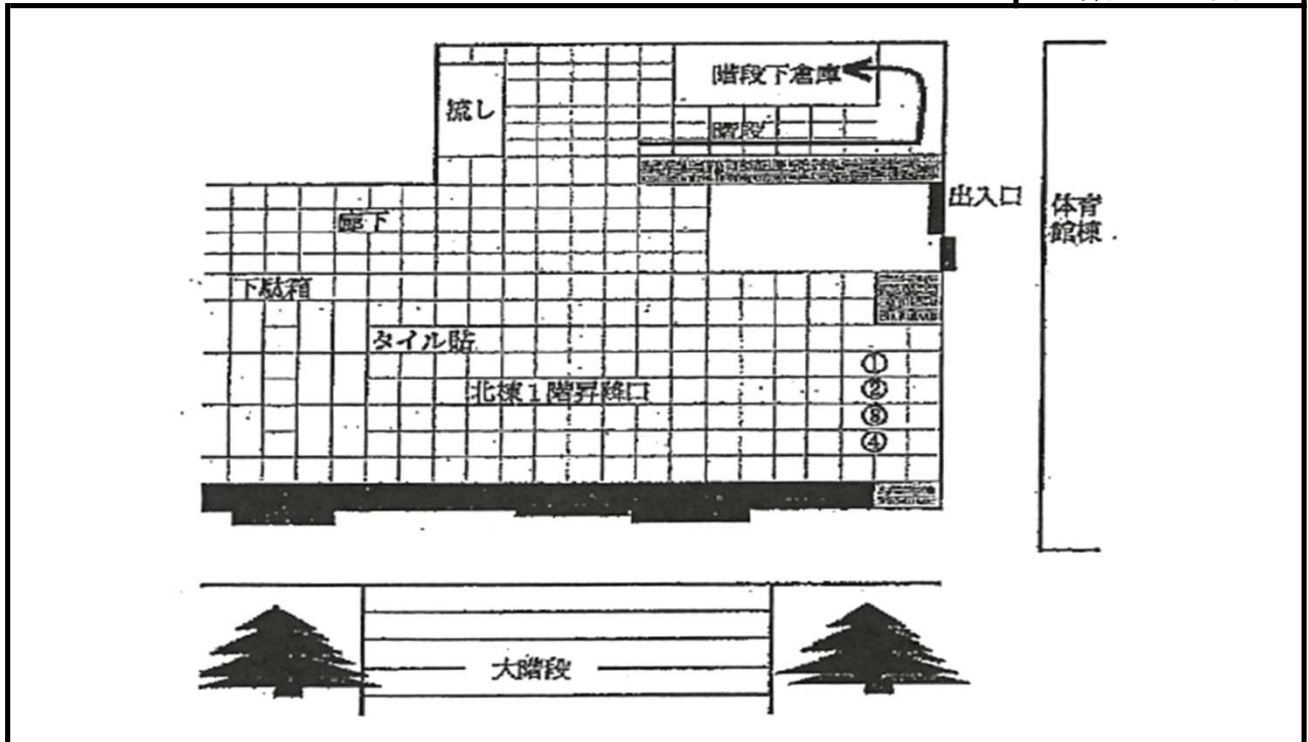 階段下倉庫
流し
階段
出入口
体育
館棟
廊下
下駄箱
タイル貼
①
北棟1階昇降口
②
③
④
大階段